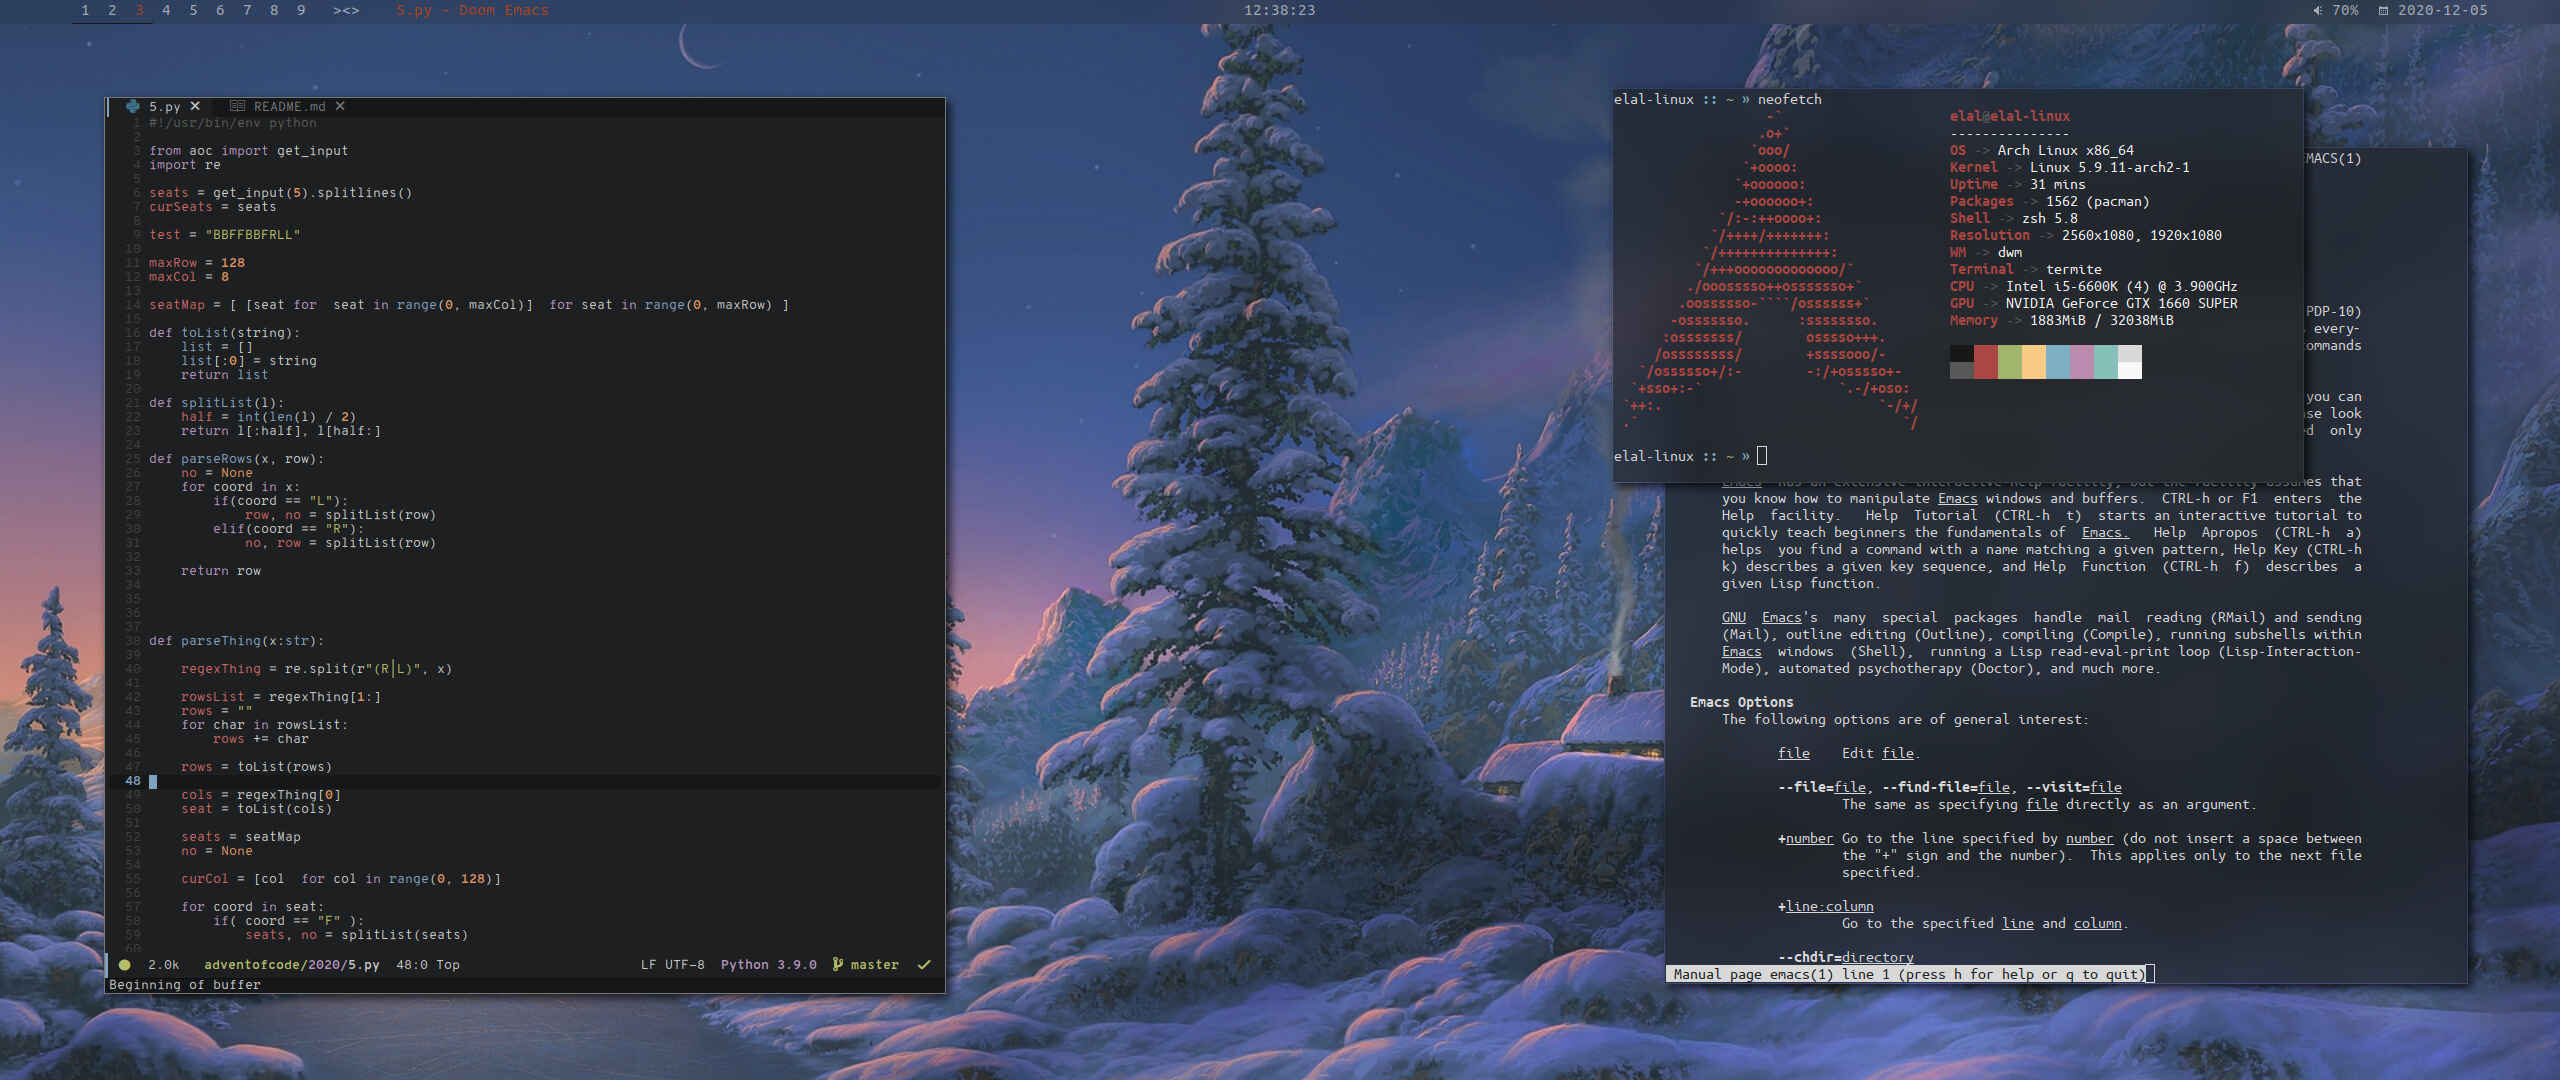 1 2 3 4 5 6 7 8 9 ><> 5.py – Doom Emacs
12:38:23
70% 2020-12-05
5.py × README.md ×
1 #!/usr/bin/env python
2
3 from aoc import get_input
4 import re
5
6 seats = get_input(5).splitlines()
7 curSeats = seats
8
9 test = "BBFFBBFRLL"
10
11 maxRow = 128
12 maxCol = 8
13
14 seatMap = [ [seat for  seat in range(0, maxCol)]  for seat in range(0, maxRow) ]
15
16 def toList(string):
17     list = []
18     list[:0] = string
19     return list
20
21 def splitList(l):
22     half = int(len(l) / 2)
23     return l[:half], l[half:]
24
25 def parseRows(x, row):
26     no = None
27     for coord in x:
28         if(coord == "L"):
29             row, no = splitList(row)
30         elif(coord == "R"):
31             no, row = splitList(row)
32
33     return row
34
35
36
37
38 def parseThing(x:str):
39
40     regexThing = re.split(r"(R|L)", x)
41
42     rowsList = regexThing[1:]
43     rows = ""
44     for char in rowsList:
45         rows += char
46
47     rows = toList(rows)
48
49     cols = regexThing[0]
50     seat = toList(cols)
51
52     seats = seatMap
53     no = None
54
55     curCol = [col  for col in range(0, 128)]
56
57     for coord in seat:
58         if( coord == "F" ):
59             seats, no = splitList(seats)
60
2.0k adventofcode/2020/5.py 48:0 Top LF UTF-8 Python 3.9.0 master
Beginning of buffer
elal-linux :: ~ » neofetch
-`
.o+`
`ooo/
`+oooo:
`+oooooo:
-+oooooo+:
`/:-:++oooo+:
`/++++/+++++++:
`/++++++++++++++:
`/+++ooooooooooooo/`
./ooosssso++osssssso+`
.oossssso-````/ossssss+`
-osssssso.      :ssssssso.
:osssssss/        osssso+++.
/ossssssss/        +ssssooo/-
`/ossssso+/:-        -:/+osssso+-
`+sso+:-`                 `.-/+oso:
`++:.                           `-/+/
.`                                 `/
elal@elal-linux
---------------
OS -> Arch Linux x86_64
Kernel -> Linux 5.9.11-arch2-1
Uptime -> 31 mins
Packages -> 1562 (pacman)
Shell -> zsh 5.8
Resolution -> 2560x1080, 1920x1080
WM -> dwm
Terminal -> termite
CPU -> Intel i5-6600K (4) @ 3.900GHz
GPU -> NVIDIA GeForce GTX 1660 SUPER
Memory -> 1883MiB / 32038MiB
elal-linux :: ~ »
EMACS(1)
PDP-10)
every-
commands
you can
look
only
Emacs has an extensive interactive help facility, but the facility assumes that
you know how to manipulate Emacs windows and buffers.  CTRL-h or F1  enters  the
Help  facility.   Help  Tutorial  (CTRL-h  t)  starts an interactive tutorial to
quickly teach beginners the fundamentals of  Emacs.   Help  Apropos  (CTRL-h  a)
helps  you find a command with a name matching a given pattern, Help Key (CTRL-h
k) describes a given key sequence, and Help  Function  (CTRL-h  f)  describes  a
given Lisp function.
GNU  Emacs's  many  special  packages  handle  mail  reading (RMail) and sending
(Mail), outline editing (Outline), compiling (Compile), running subshells within
Emacs  windows  (Shell),  running a Lisp read-eval-print loop (Lisp-Interaction-
Mode), automated psychotherapy (Doctor), and much more.
Emacs Options
The following options are of general interest:
file    Edit file.
--file=file, --find-file=file, --visit=file
The same as specifying file directly as an argument.
+number Go to the line specified by number (do not insert a space between
the "+" sign and the number).  This applies only to the next file
specified.
+line:column
Go to the specified line and column.
--chdir=directory
Manual page emacs(1) line 1 (press h for help or q to quit)